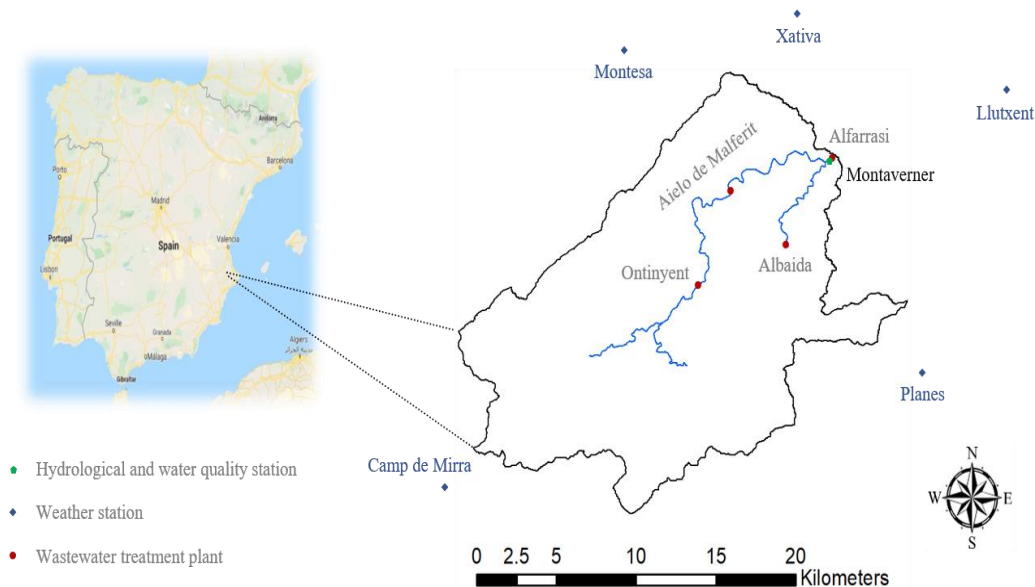 Xativa
Montesa
Llutxent
Alfarrasi
Aielo de Malferit
Montaverner
Albaida
Ontinyent
Planes
Camp de Mirra
Andorra
Barcelona
Porto
Madrid
Portugal
Spain
Valencia
Lisbon
Seville
Granada
Málaga
Algiers
Gibraltar
Hydrological and water quality station
Weather station
Wastewater treatment plant
N
W E
S
0 2.5 5 10 15 20
Kilometers